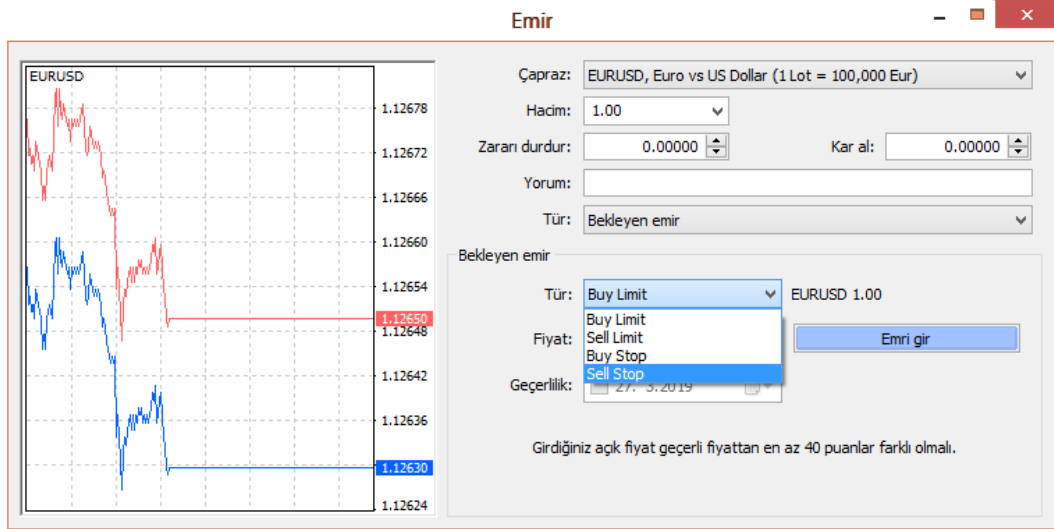 Emir
EURUSD
1.12678
1.12672
1.12666
1.12660
1.12654
1.12650
1.12648
1.12642
1.12636
1.12630
1.12624
Çapraz: EURUSD, Euro vs US Dollar (1 Lot = 100,000 Eur)
Hacim: 1.00
Zararı durdur: 0.00000 Kar al: 0.00000
Yorum:
Tür: Bekleyen emir
Bekleyen emir
Tür: Buy Limit EURUSD 1.00
Buy Limit
Sell Limit
Fiyat: Buy Stop Emri gir
Sell Stop
Geçerlilik: 27. 3.2019
Girdiğiniz açık fiyat geçerli fiyattan en az 40 puanlar farklı olmalı.